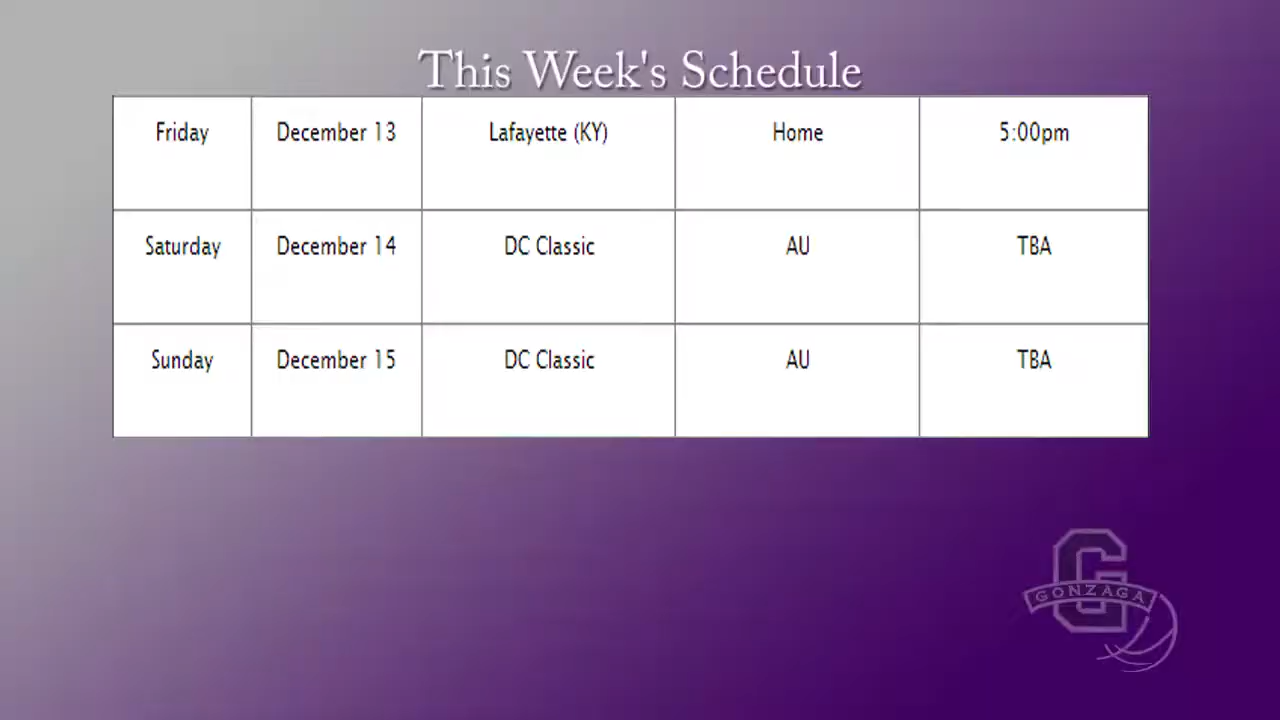 This Week's Schedule
Friday December 13 Lafayette (KY) Home 5:00pm
Saturday December 14 DC Classic AU TBA
Sunday December 15 DC Classic AU TBA
G
GONZAGA